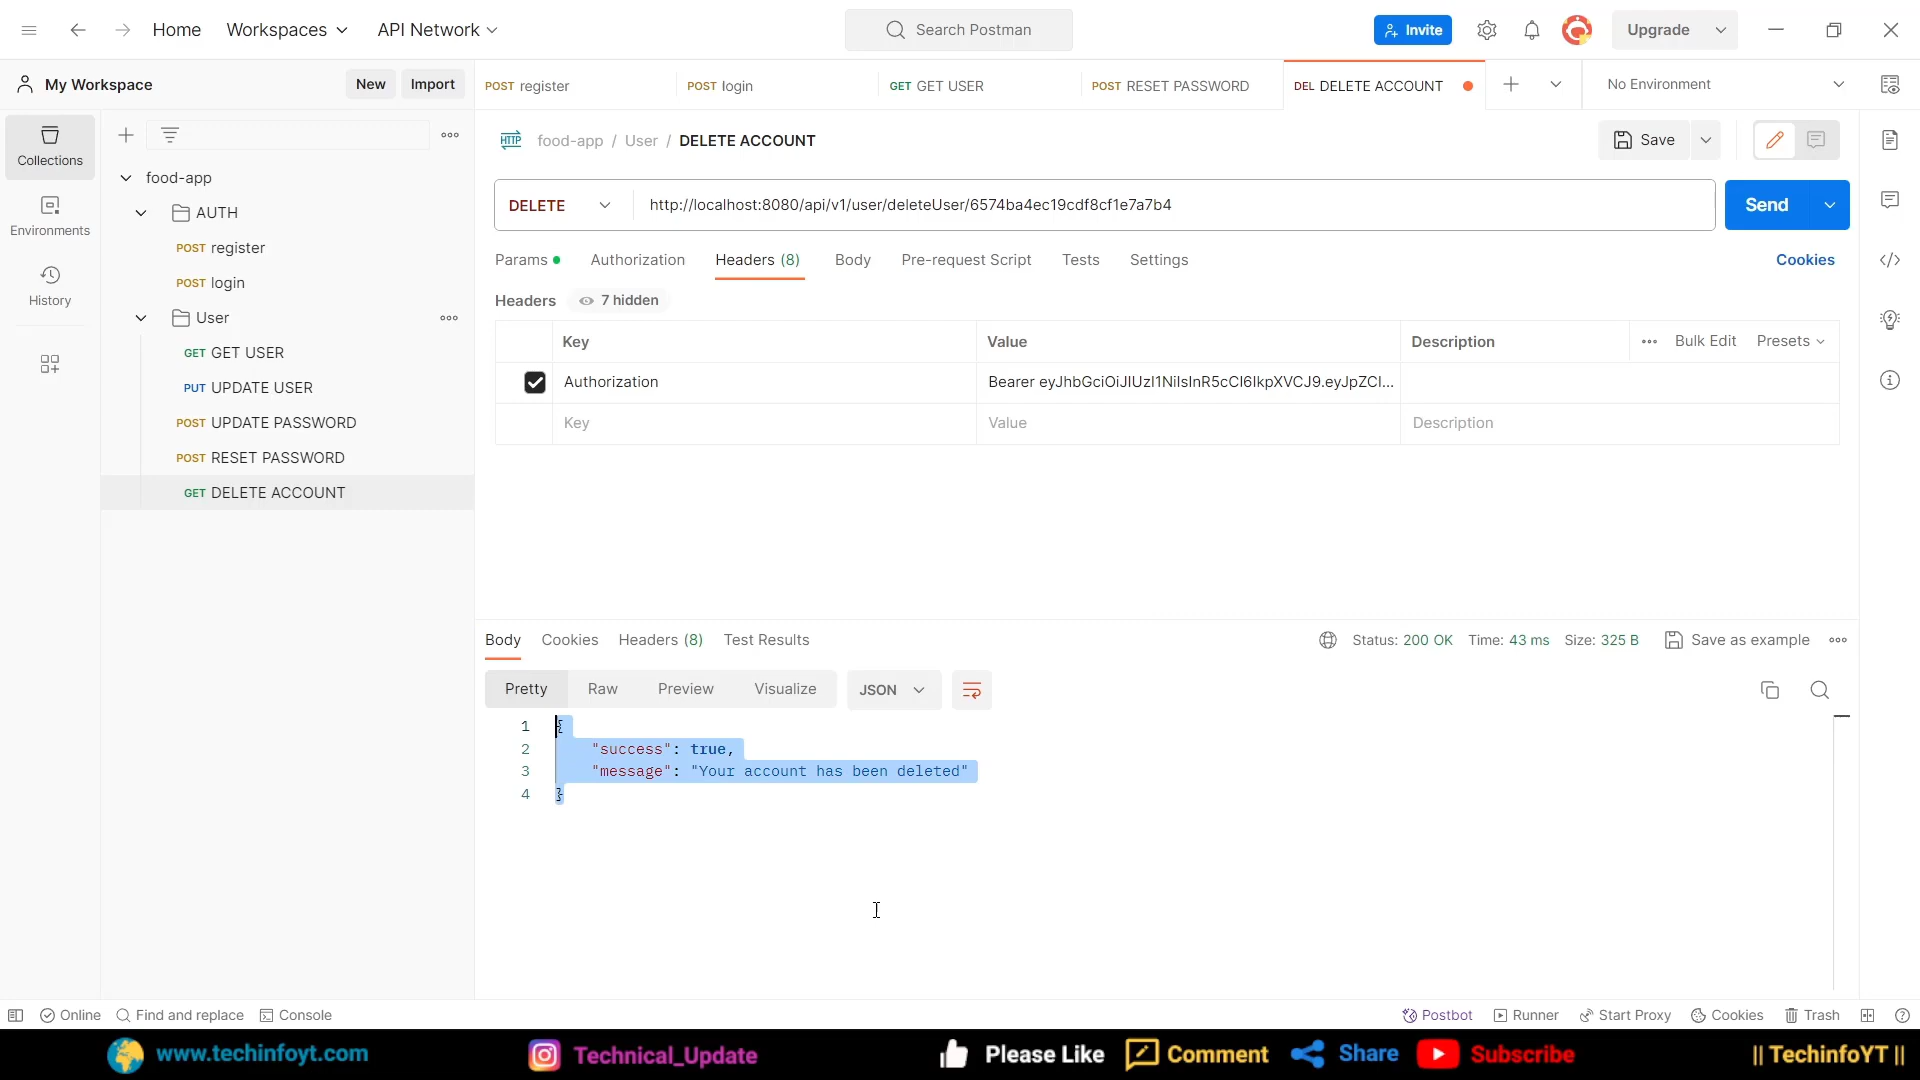 Home
Workspaces
API Network
Search Postman
Invite
Upgrade
My Workspace
New
Import
POST register
POST login
GET GET USER
POST RESET PASSWORD
DEL DELETE ACCOUNT
No Environment
Collections
Environments
History
food-app
AUTH
POST register
POST login
User
GET GET USER
PUT UPDATE USER
POST UPDATE PASSWORD
POST RESET PASSWORD
GET DELETE ACCOUNT
HTTP food-app / User / DELETE ACCOUNT
Save
DELETE
http://localhost:8080/api/v1/user/deleteUser/6574ba4ec19cdf8cf1e7a7b4
Send
Params
Authorization
Headers (8)
Body
Pre-request Script
Tests
Settings
Cookies
Headers
7 hidden
Key Value Description
Bulk Edit
Presets
Authorization Bearer eyJhbGciOiJIUzI1NiIsInR5cCI6IkpXVCJ9.eyJpZCI...
Key Value Description
Body
Cookies
Headers (8)
Test Results
Status: 200 OK
Time: 43 ms
Size: 325 B
Save as example
Pretty
Raw
Preview
Visualize
JSON
1 {
2 "success": true,
3 "message": "Your account has been deleted"
4 }
Online
Find and replace
Console
Postbot
Runner
Start Proxy
Cookies
Trash
www.techinfoyt.com
Technical_Update
Please Like
Comment
Share
Subscribe
|| TechinfoYT ||